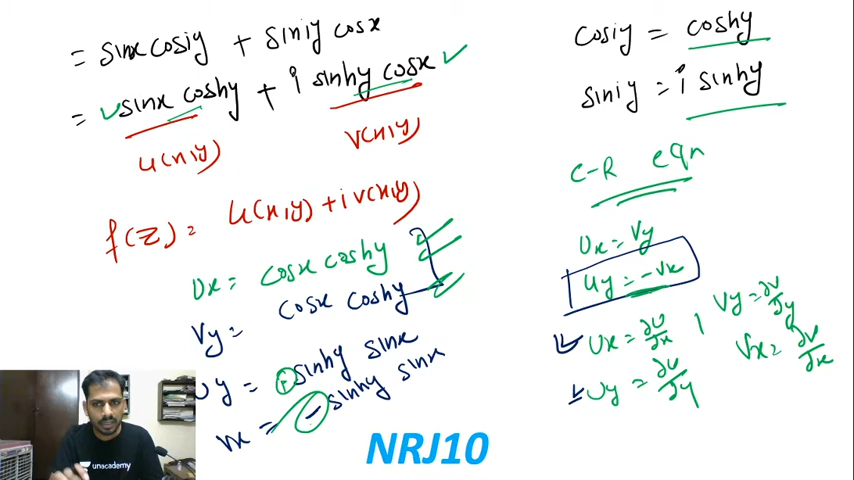 = sinx cosiy + siniy cosx
= sinx coshy + i sinhy cosx
u(x,y)
v(x,y)
f(z) = u(x,y) + iv(x,y)
ux = cosx coshy
vy = cosx coshy
uy = + sinhy sinx
vx = - sinhy sinx
cosiy = coshy
siniy = i sinhy
C-R eqn
ux = vy
uy = -vx
ux = ∂u/∂x , vy = ∂v/∂y
uy = ∂u/∂y vx = ∂v/∂x
unacademy
NRJ10